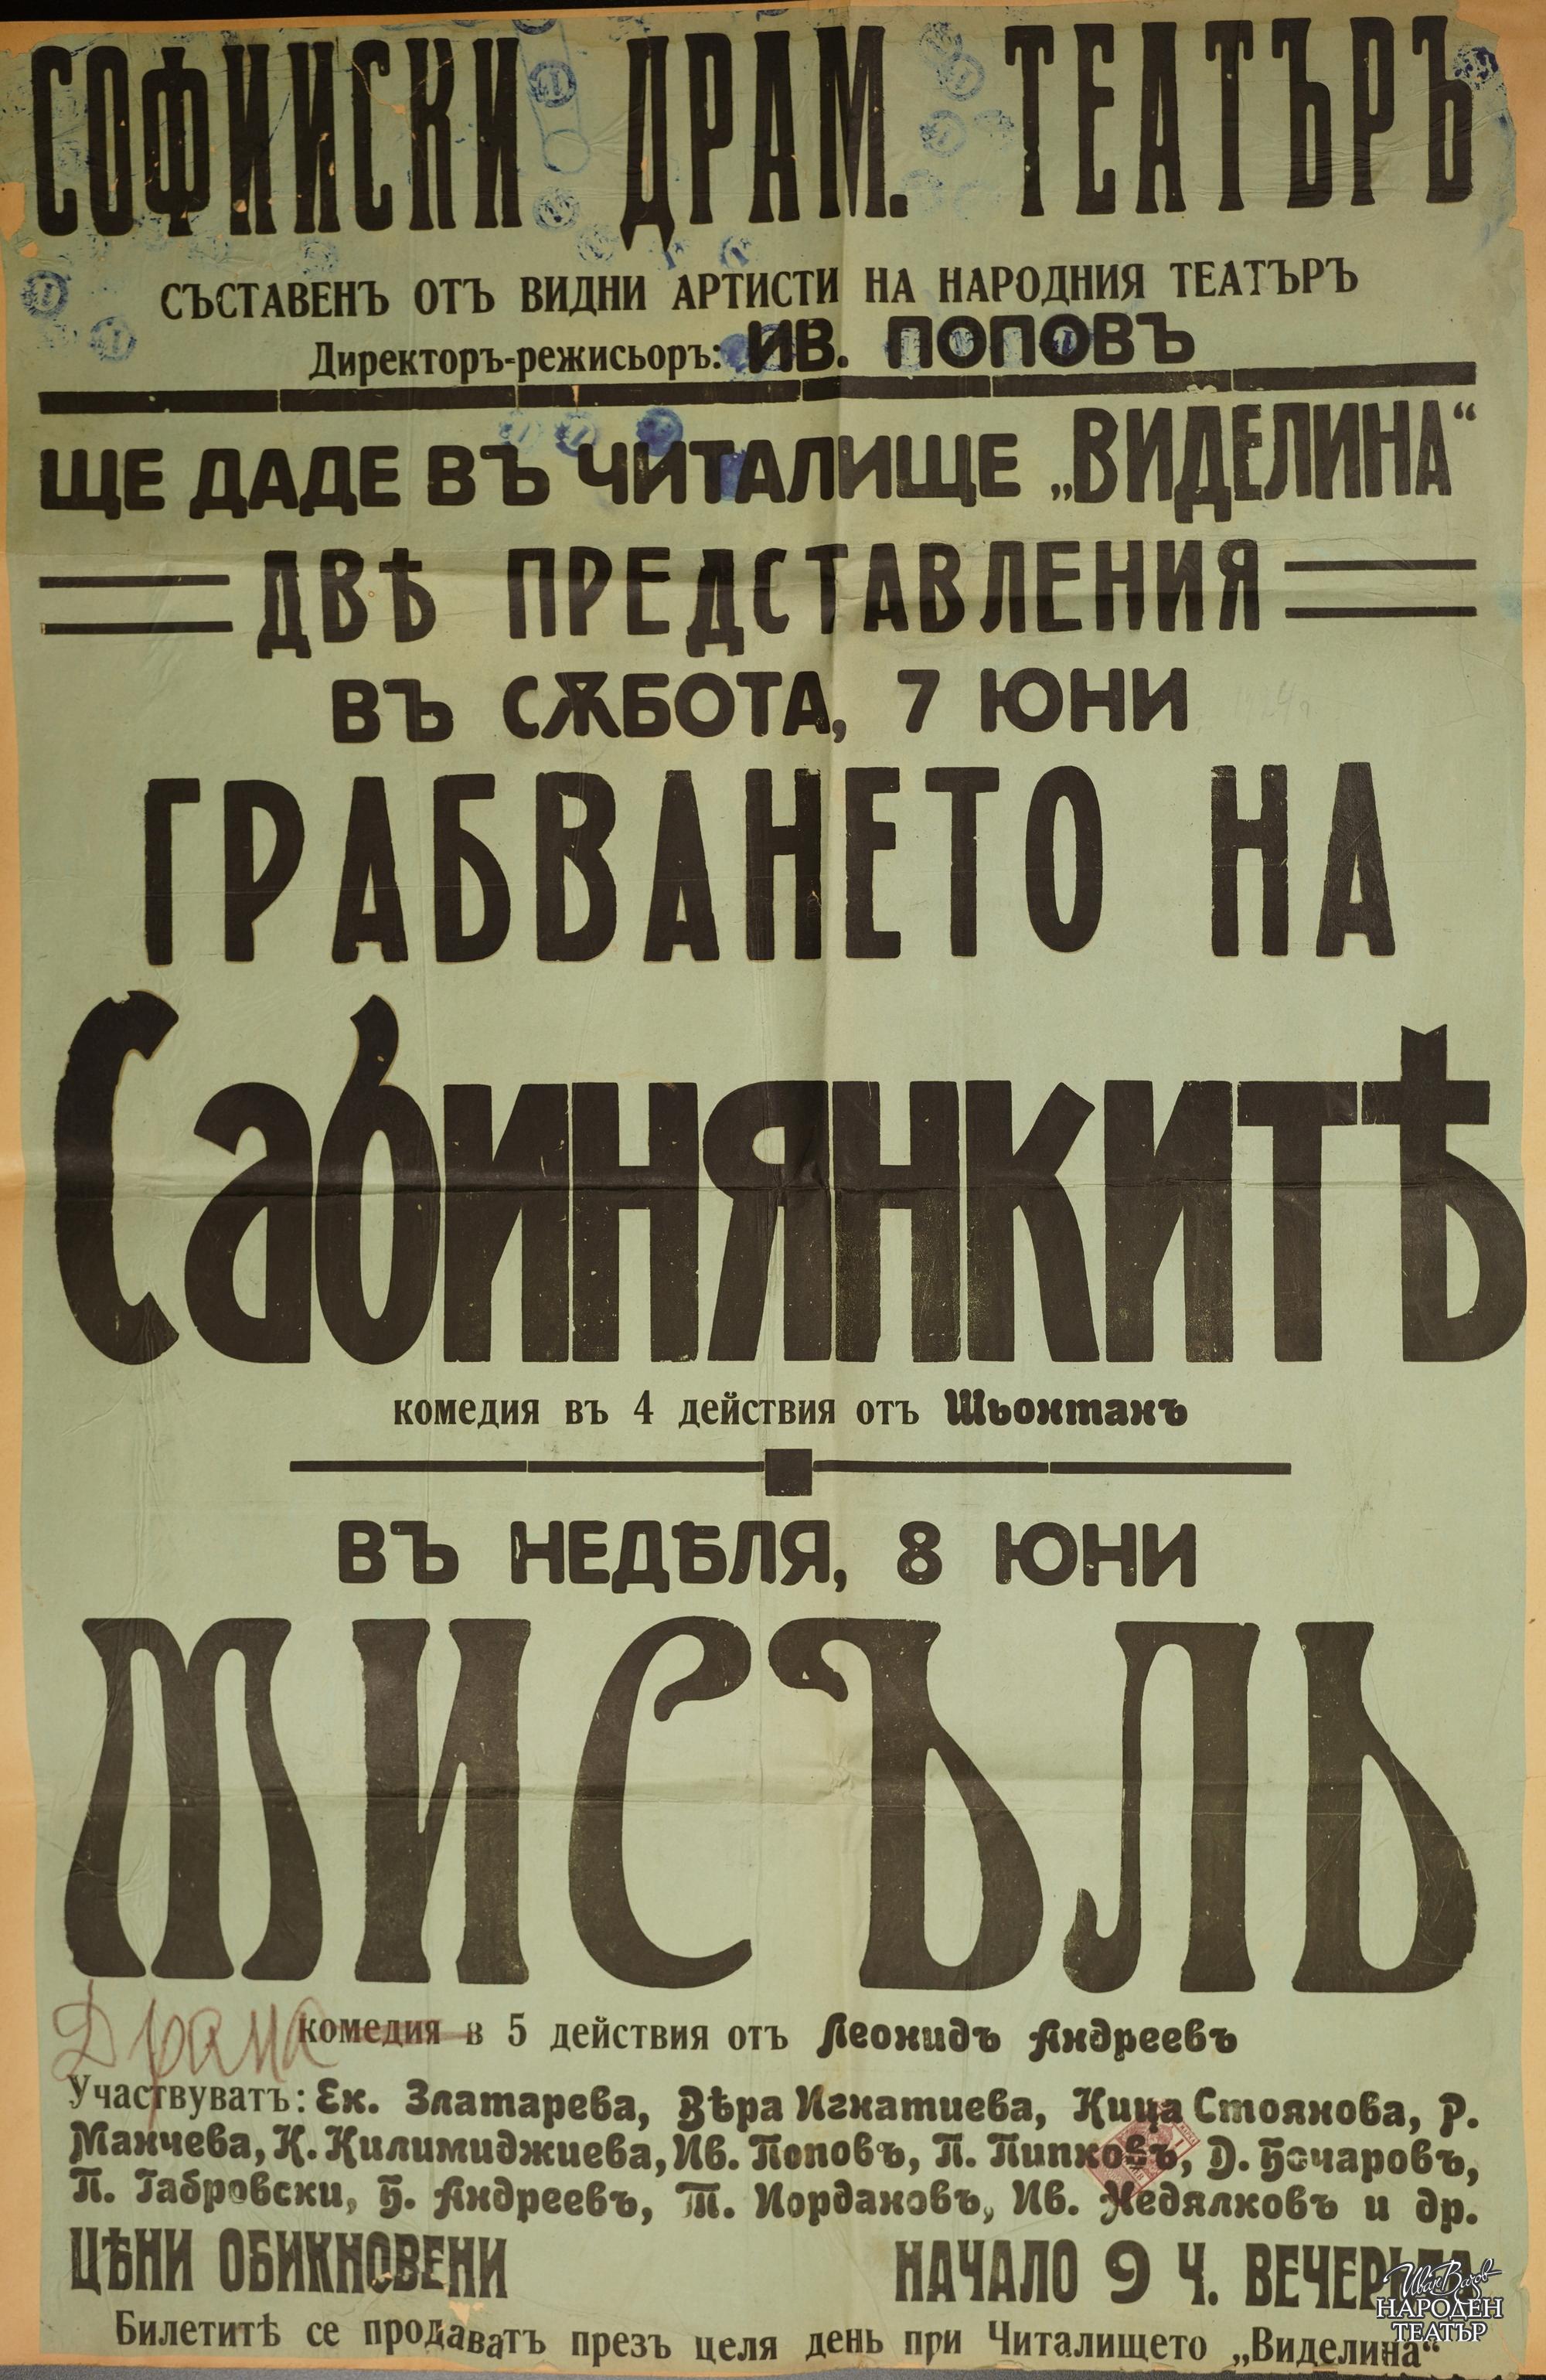 СОФИИСКИ ДРАМ. ТЕАТЪРЪ
СЪСТАВЕНЪ ОТЪ ВИДНИ АРТИСТИ НА НАРОДНИЯ ТЕАТЪРЪ
Директоръ-режисьоръ: ИВ. ПОПОВЪ
ЩЕ ДАДЕ ВЪ ЧИТАЛИЩЕ „ВИДЕЛИНА“
ДВѢ ПРЕДСТАВЛЕНИЯ
ВЪ СѪБОТА, 7 ЮНИ
ГРАБВАНЕТО НА
СабИНЯНКИТѢ
комедия въ 4 действия отъ Шьонтанъ
ВЪ НЕДѢЛЯ, 8 ЮНИ
МИСЪЛЬ
Драма комедия в 5 действия отъ Леонидъ Андреевъ
Участвуватъ: Ек. Златарева, Вѣра Игнатиева, Кица Стоянова, Р.
Манчева, К. Килимиджиева, Ив. Поповъ, П. Пипковъ, Д. Бочаровъ,
П. Габровски, Б. Андреевъ, Т. Йордановъ, Ив. Недялковъ и др.
ЦѢНИ ОБИКНОВЕНИ НАЧАЛО 9 Ч. ВЕЧЕРЬТА
Билетитѣ се продаватъ презъ целя день при Читалището „Виделина“
Иван Вазов
НАРОДЕН
ТЕАТЪР